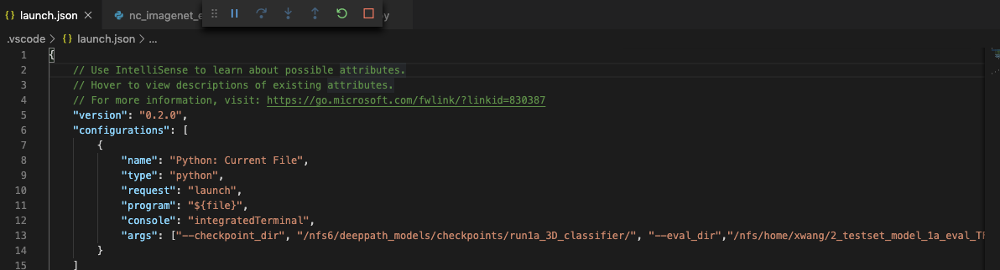 {} launch.json ×
nc_imagenet_e
y
.vscode > {} launch.json > ...
1 {
2 // Use IntelliSense to learn about possible attributes.
3 // Hover to view descriptions of existing attributes.
4 // For more information, visit: https://go.microsoft.com/fwlink/?linkid=830387
5 "version": "0.2.0",
6 "configurations": [
7 {
8 "name": "Python: Current File",
9 "type": "python",
10 "request": "launch",
11 "program": "${file}",
12 "console": "integratedTerminal",
13 "args": ["--checkpoint_dir", "/nfs6/deeppath_models/checkpoints/run1a_3D_classifier/", "--eval_dir","/nfs/home/xwang/2_testset_model_1a_eval_TF
14 }
15 ]